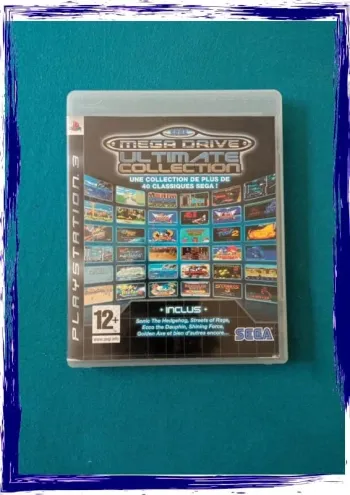 SEGA
MEGA DRIVE
ULTIMATE
COLLECTION
UNE COLLECTION DE PLUS DE
40 CLASSIQUES SEGA !
PLAYSTATION 3
INCLUS
Sonic The Hedgehog, Streets of Rage,
Ecco the Dauphin, Shining Force,
Golden Axe et bien d'autres encore...
12+
www.pegi.info
SEGA